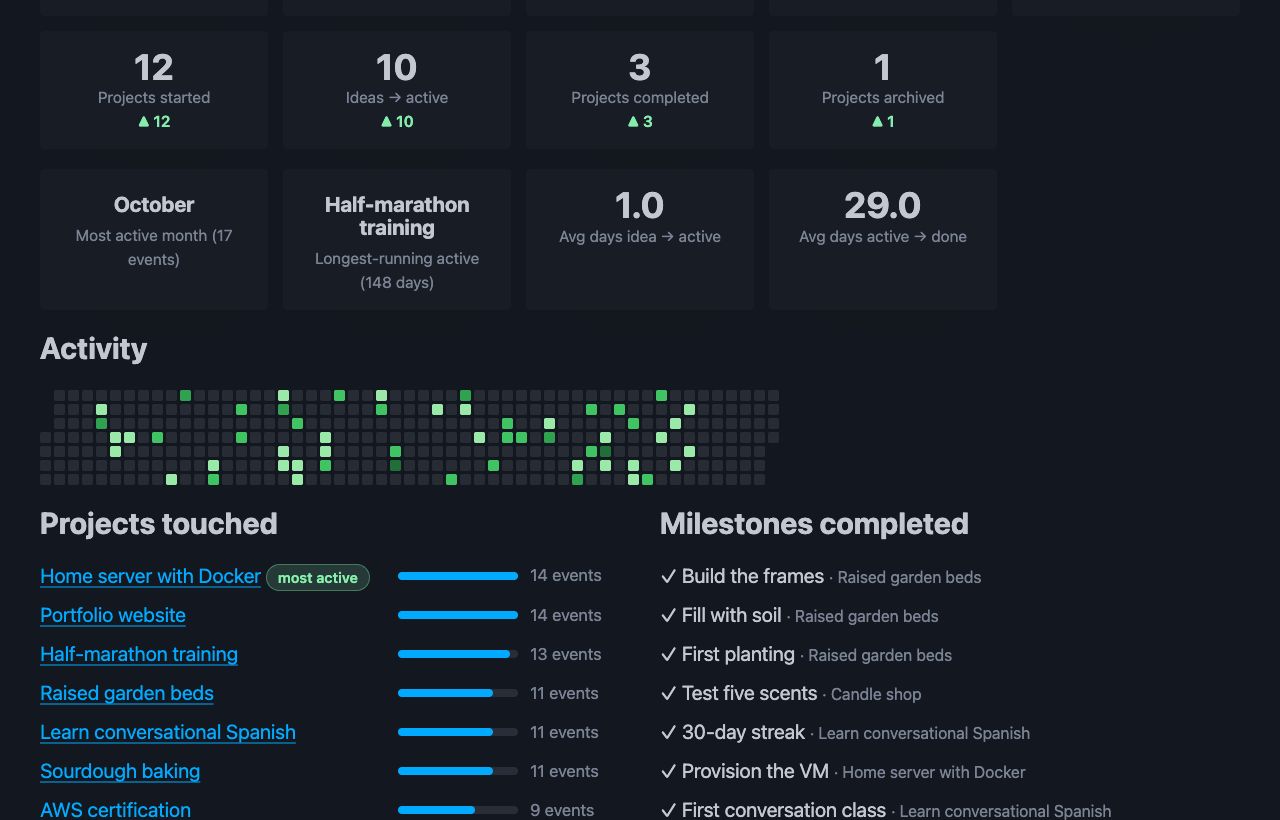 12
Projects started
▲ 12
10
Ideas → active
▲ 10
3
Projects completed
▲ 3
1
Projects archived
▲ 1
October
Most active month (17
events)
Half-marathon
training
Longest-running active
(148 days)
1.0
Avg days idea → active
29.0
Avg days active → done
Activity
Projects touched
Home server with Docker most active 14 events
Portfolio website 14 events
Half-marathon training 13 events
Raised garden beds 11 events
Learn conversational Spanish 11 events
Sourdough baking 11 events
AWS certification 9 events
Milestones completed
✓ Build the frames · Raised garden beds
✓ Fill with soil · Raised garden beds
✓ First planting · Raised garden beds
✓ Test five scents · Candle shop
✓ 30-day streak · Learn conversational Spanish
✓ Provision the VM · Home server with Docker
✓ First conversation class · Learn conversational Spanish